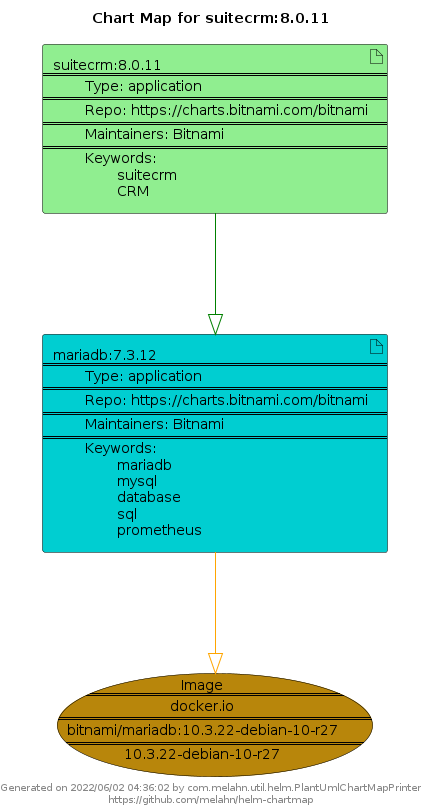 Chart Map for suitecrm:8.0.11
suitecrm:8.0.11
Type: application
Repo: https://charts.bitnami.com/bitnami
Maintainers: Bitnami
Keywords:
suitecrm
CRM
mariadb:7.3.12
Type: application
Repo: https://charts.bitnami.com/bitnami
Maintainers: Bitnami
Keywords:
mariadb
mysql
database
sql
prometheus
Image
docker.io
bitnami/mariadb:10.3.22-debian-10-r27
10.3.22-debian-10-r27
Generated on 2022/06/02 04:36:02 by com.melahn.util.helm.PlantUmlChartMapPrinter
https://github.com/melahn/helm-chartmap